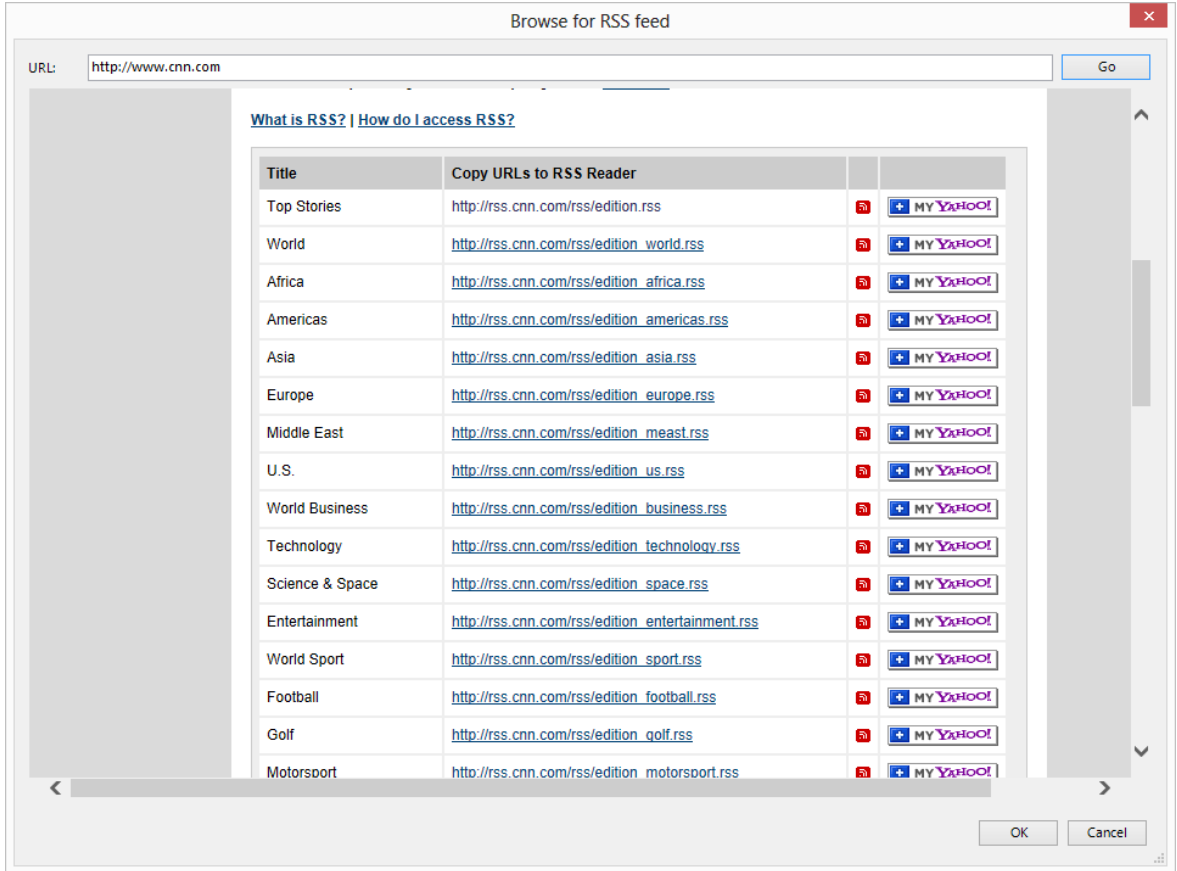 Browse for RSS feed
URL: http://www.cnn.com Go
What is RSS? | How do I access RSS?
Title Copy URLs to RSS Reader
Top Stories http://rss.cnn.com/rss/edition.rss + MY YAHOO!
World http://rss.cnn.com/rss/edition_world.rss + MY YAHOO!
Africa http://rss.cnn.com/rss/edition_africa.rss + MY YAHOO!
Americas http://rss.cnn.com/rss/edition_americas.rss + MY YAHOO!
Asia http://rss.cnn.com/rss/edition_asia.rss + MY YAHOO!
Europe http://rss.cnn.com/rss/edition_europe.rss + MY YAHOO!
Middle East http://rss.cnn.com/rss/edition_meast.rss + MY YAHOO!
U.S. http://rss.cnn.com/rss/edition_us.rss + MY YAHOO!
World Business http://rss.cnn.com/rss/edition_business.rss + MY YAHOO!
Technology http://rss.cnn.com/rss/edition_technology.rss + MY YAHOO!
Science & Space http://rss.cnn.com/rss/edition_space.rss + MY YAHOO!
Entertainment http://rss.cnn.com/rss/edition_entertainment.rss + MY YAHOO!
World Sport http://rss.cnn.com/rss/edition_sport.rss + MY YAHOO!
Football http://rss.cnn.com/rss/edition_football.rss + MY YAHOO!
Golf http://rss.cnn.com/rss/edition_golf.rss + MY YAHOO!
Motorsport http://rss.cnn.com/rss/edition_motorsport.rss + MY YAHOO!
OK Cancel